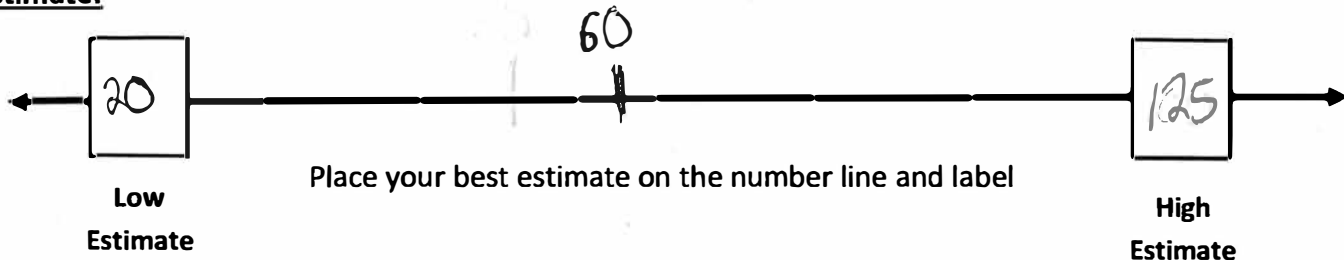 60
20
125
Place your best estimate on the number line and label
Low
Estimate
High
Estimate